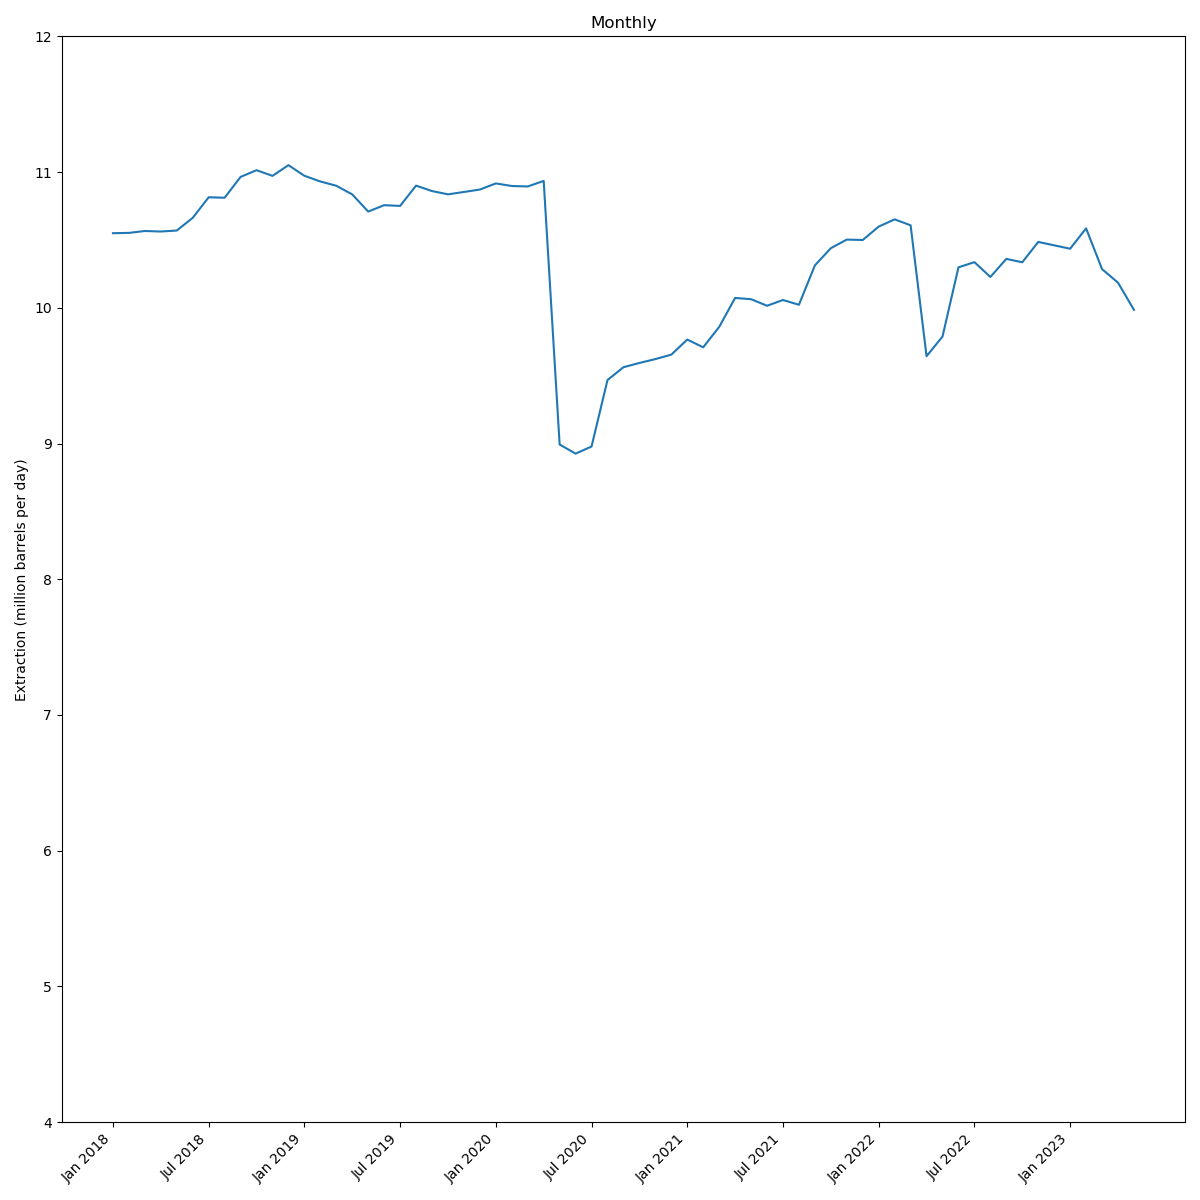 Monthly
Extraction (million barrels per day)
12
11
10
9
8
7
6
5
4
Jan 2018
Jul 2018
Jan 2019
Jul 2019
Jan 2020
Jul 2020
Jan 2021
Jul 2021
Jan 2022
Jul 2022
Jan 2023